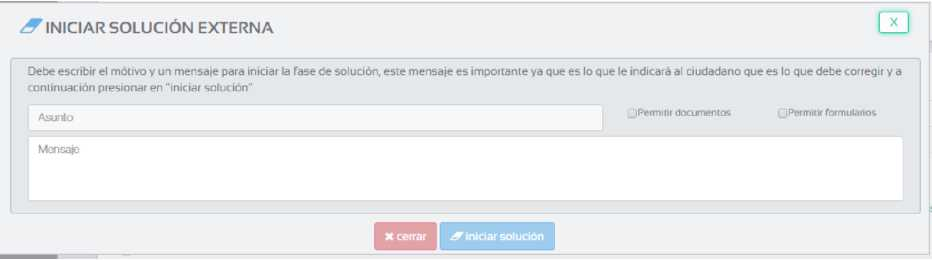 INICIAR SOLUCIÓN EXTERNA
X
Debe escribir el mótivo y un mensaje para iniciar la fase de solución, este mensaje es importante ya que es lo que le indicará al ciudadano que es lo que debe corregir y a
continuación presionar en "iniciar solución"
Asunto
Permitir documentos
Permitir formularios
Mensaje
cerrar
iniciar solución